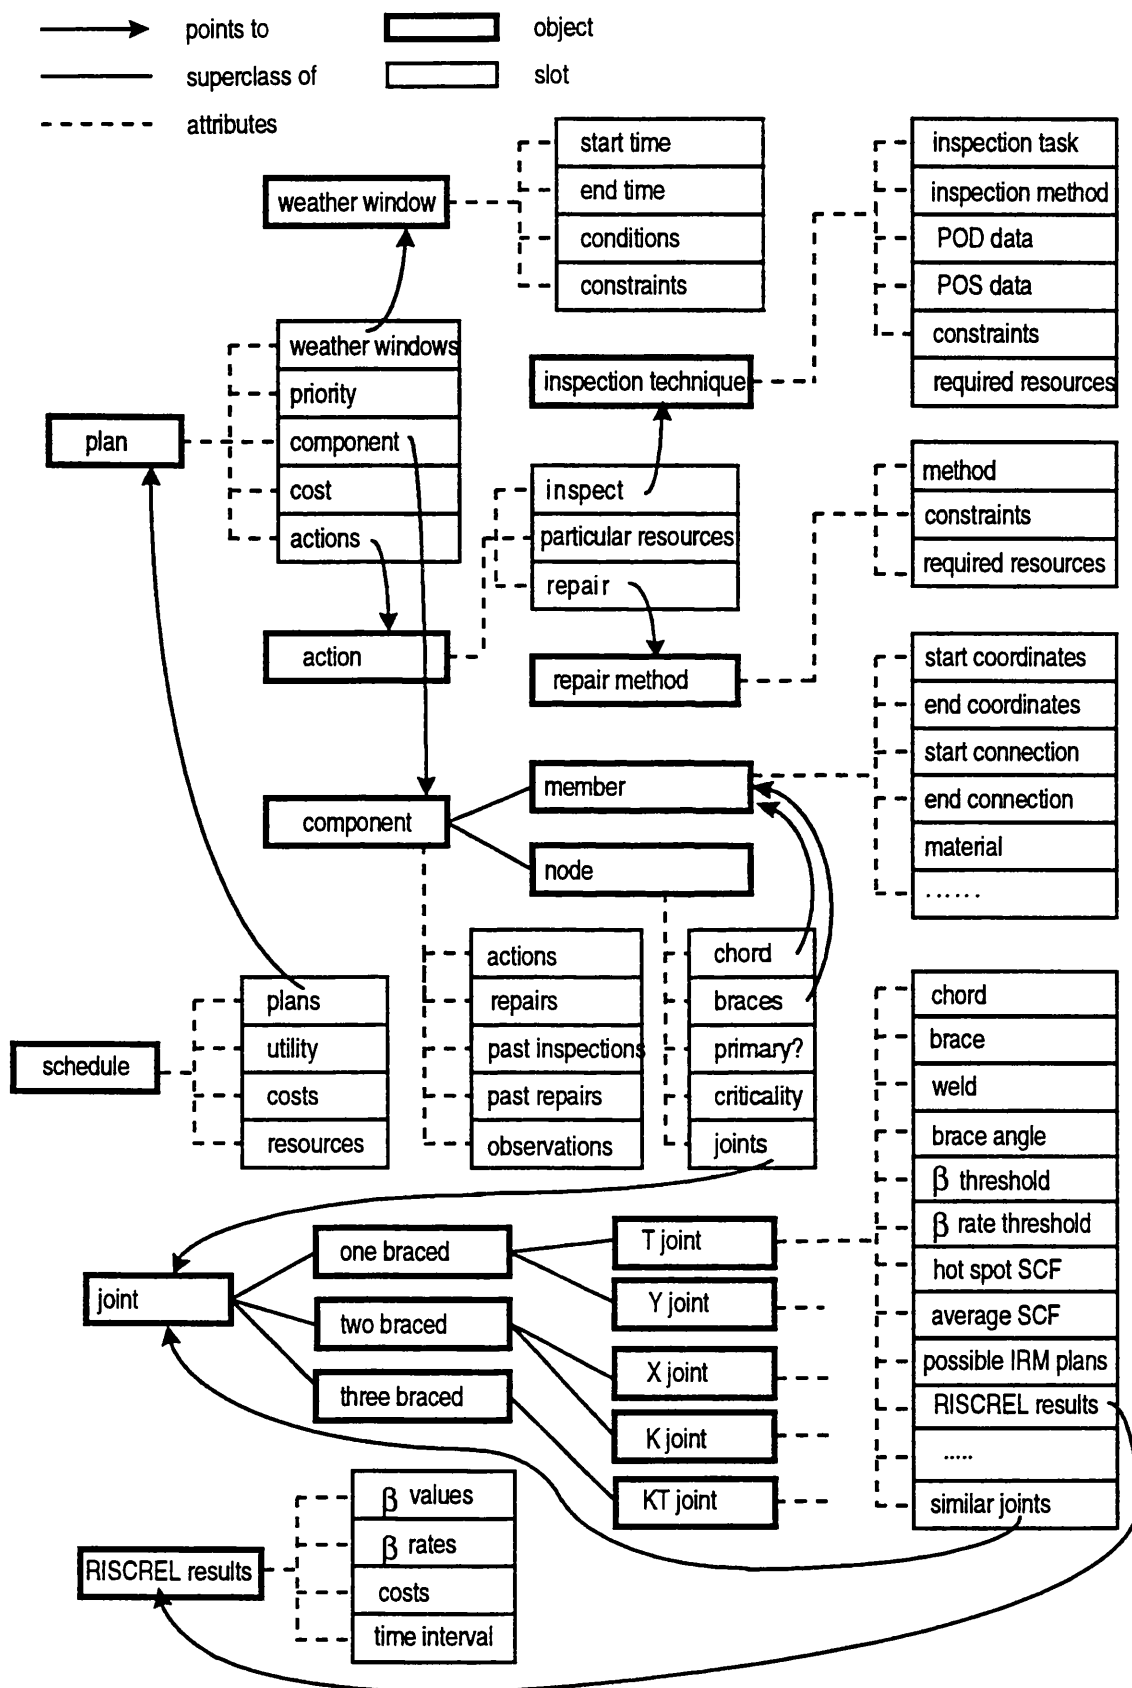 points to
object
superclass of
slot
attributes
weather window
start time
end time
conditions
constraints
inspection task
inspection method
POD data
POS data
constraints
required resources
plan
weather windows
priority
component
cost
actions
inspection technique
inspect
particular resources
repair
method
constraints
required resources
action
repair method
component
member
node
start coordinates
end coordinates
start connection
end connection
material
......
schedule
plans
utility
costs
resources
actions
repairs
past inspections
past repairs
observations
chord
braces
primary?
criticality
joints
chord
brace
weld
brace angle
β threshold
β rate threshold
hot spot SCF
average SCF
possible IRM plans
RISCREL results
.....
similar joints
joint
one braced
two braced
three braced
T joint
Y joint
X joint
K joint
KT joint
RISCREL results
β values
β rates
costs
time interval